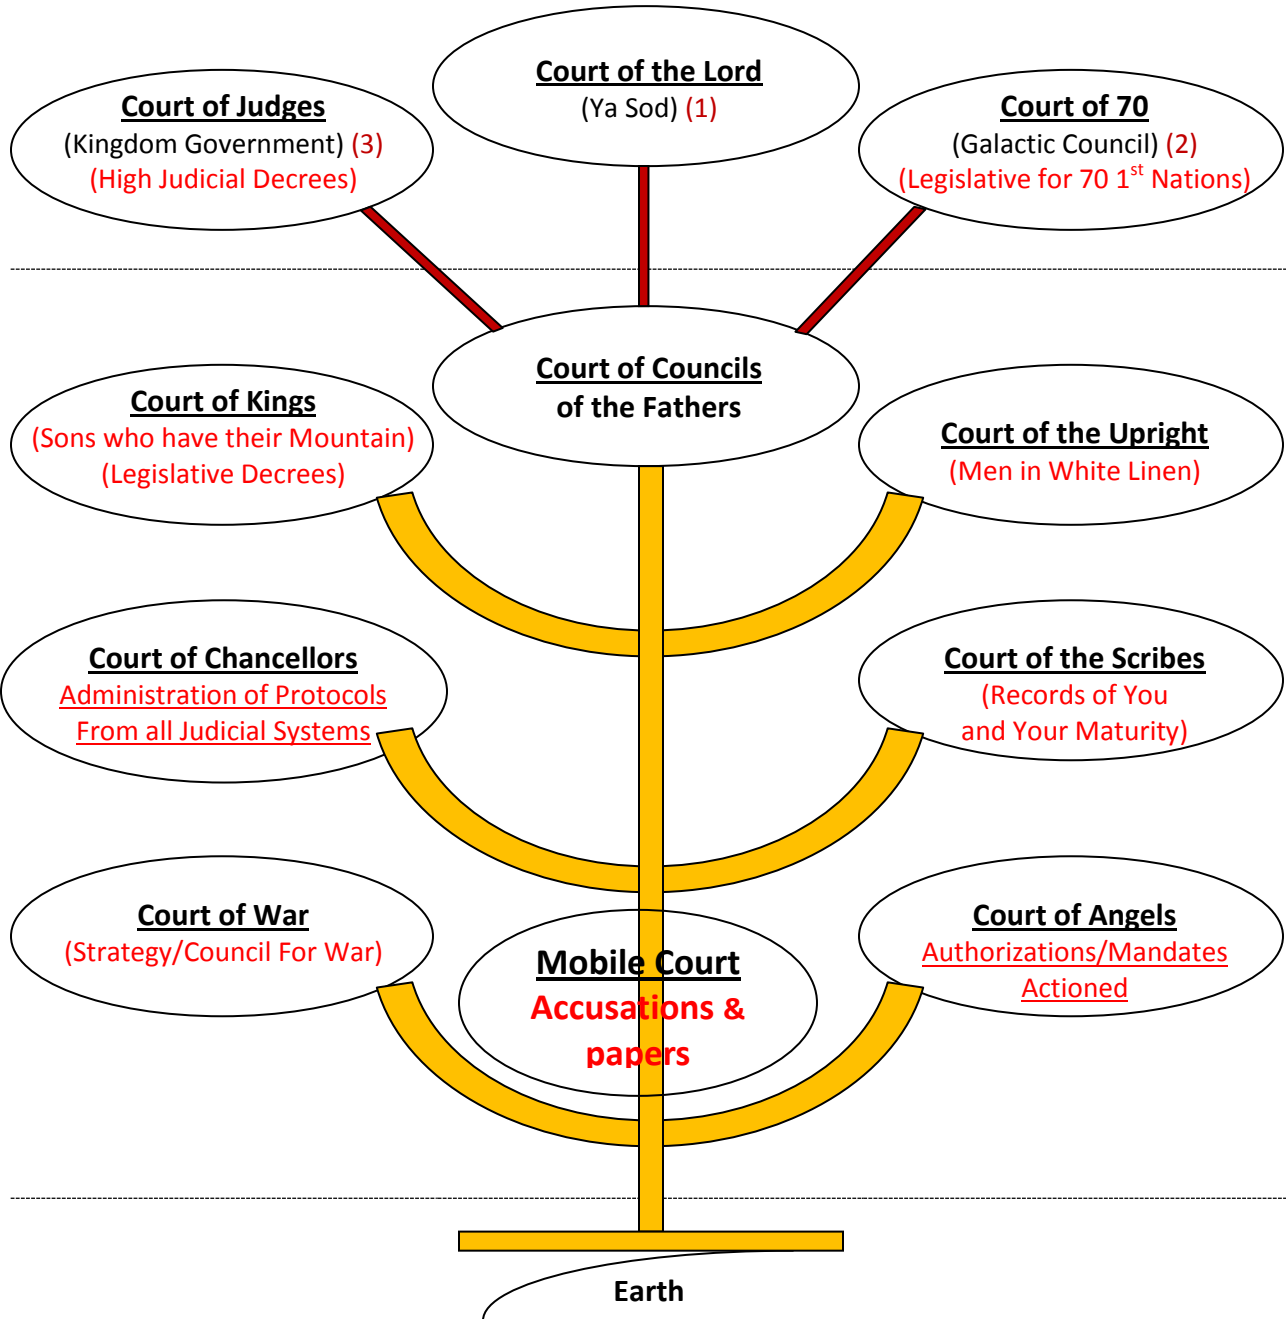 Court of the Lord
(Ya Sod) (1)
Court of Judges
(Kingdom Government) (3)
(High Judicial Decrees)
Court of 70
(Galactic Council) (2)
(Legislative for 70 1st Nations)
Court of Councils
of the Fathers
Court of Kings
(Sons who have their Mountain)
(Legislative Decrees)
Court of the Upright
(Men in White Linen)
Court of Chancellors
Administration of Protocols
From all Judicial Systems
Court of the Scribes
(Records of You
and Your Maturity)
Court of War
(Strategy/Council For War)
Court of Angels
Authorizations/Mandates
Actioned
Mobile Court
Accusations &
papers
Earth